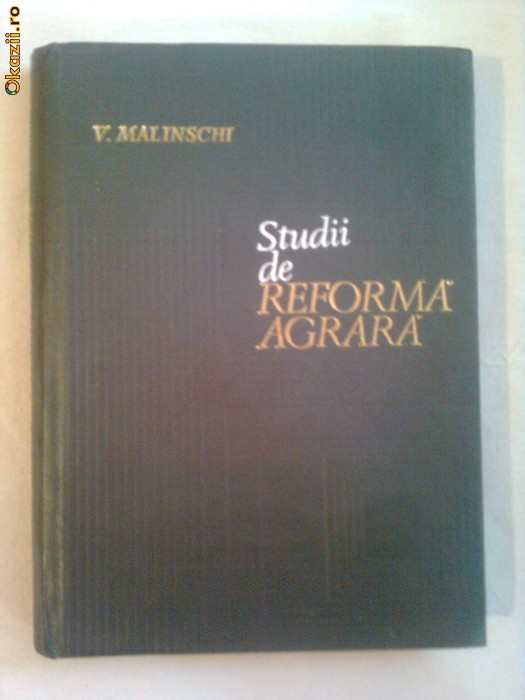 Okazii.ro
V. MALINSCHI
Studii
de
REFORMĂ
AGRARĂ